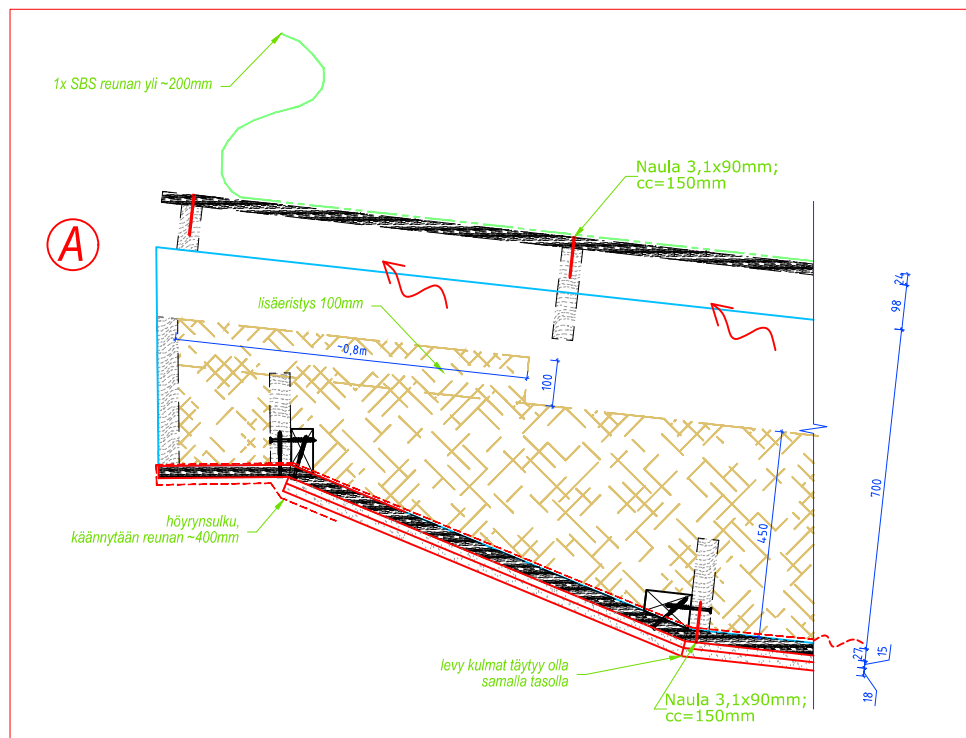 1x SBS reunan yli ~200mm
Naula 3,1x90mm;
cc=150mm
A
lisäeristys 100mm
~0,8m
100
24
98
700
450
höyrynsulku,
käännytään reunan ~400mm
levy kulmat täytyy olla
samalla tasolla
Naula 3,1x90mm;
cc=150mm
27
15
18